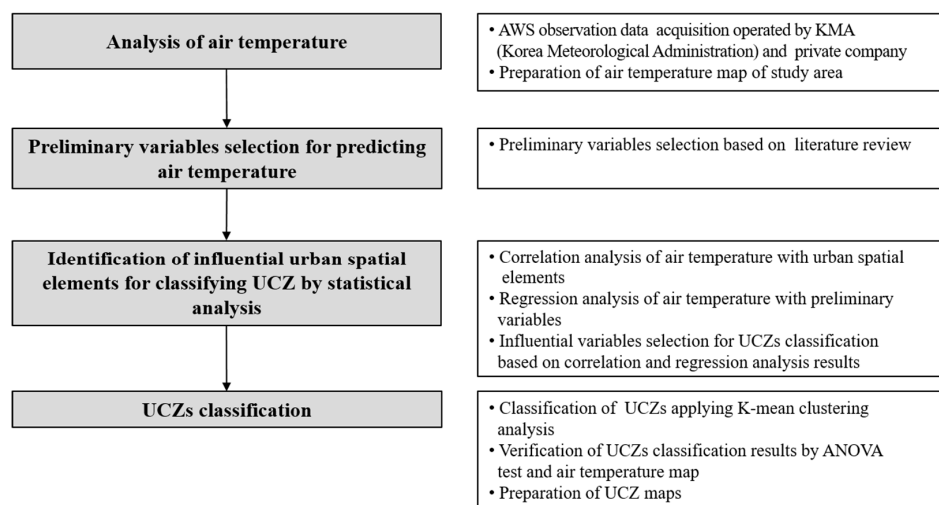 Analysis of air temperature
• AWS observation data acquisition operated by KMA
(Korea Meteorological Administration) and private company
• Preparation of air temperature map of study area
Preliminary variables selection for predicting
air temperature
• Preliminary variables selection based on literature review
Identification of influential urban spatial
elements for classifying UCZ by statistical
analysis
• Correlation analysis of air temperature with urban spatial
elements
• Regression analysis of air temperature with preliminary
variables
• Influential variables selection for UCZs classification
based on correlation and regression analysis results
UCZs classification
• Classification of UCZs applying K-mean clustering
analysis
• Verification of UCZs classification results by ANOVA
test and air temperature map
• Preparation of UCZ maps